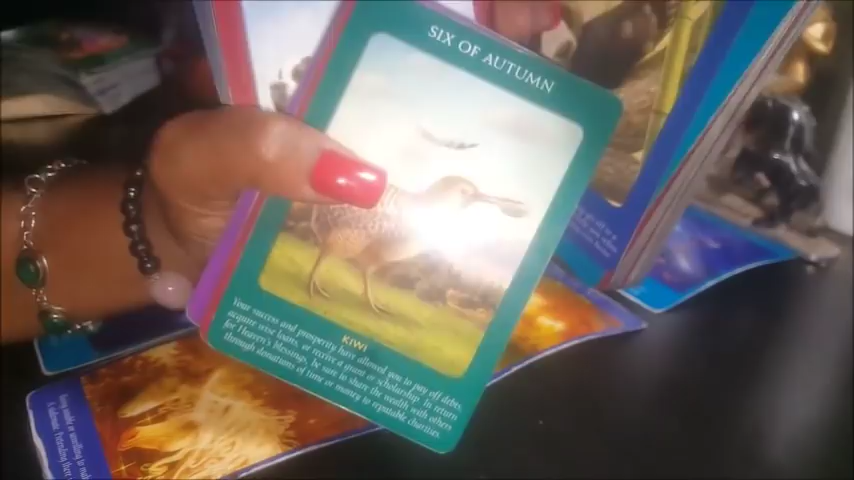 SIX OF AUTUMN
KIWI
Your success and prosperity have allowed you to pay off debts,
acquire wise loans, or receive a grant or scholarship. In return
for Heaven's blessings, be sure to share the wealth with others
through donations of time or money to reputable charities.